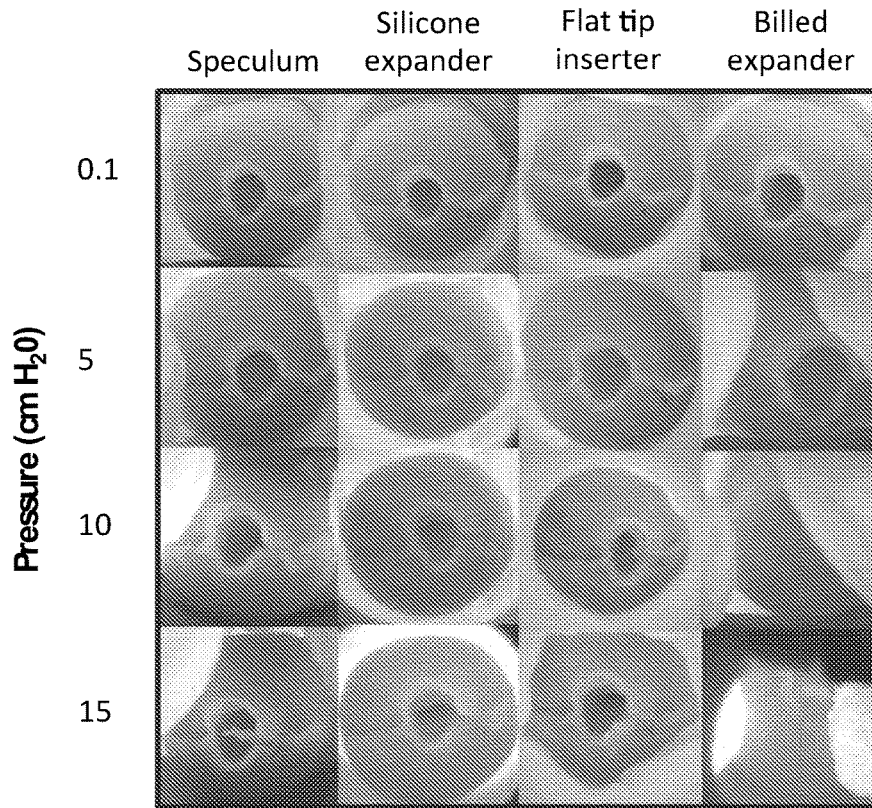 Speculum
Silicone
expander
Flat tip
inserter
Billed
expander
Pressure (cm H₂0)
0.1
5
10
15